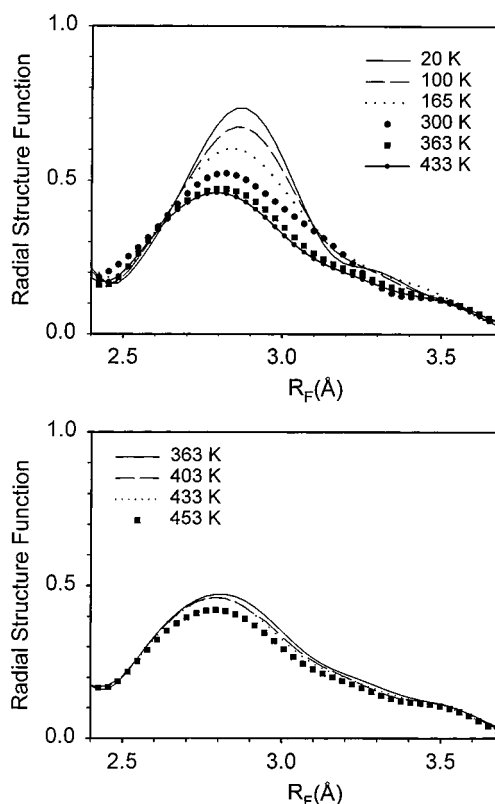 1.0
20 K
100 K
165 K
300 K
363 K
433 K
0.5
0.0
Radial Structure Function
2.5 3.0 3.5
R_F(Å)
1.0
363 K
403 K
433 K
453 K
0.5
0.0
Radial Structure Function
2.5 3.0 3.5
R_F(Å)